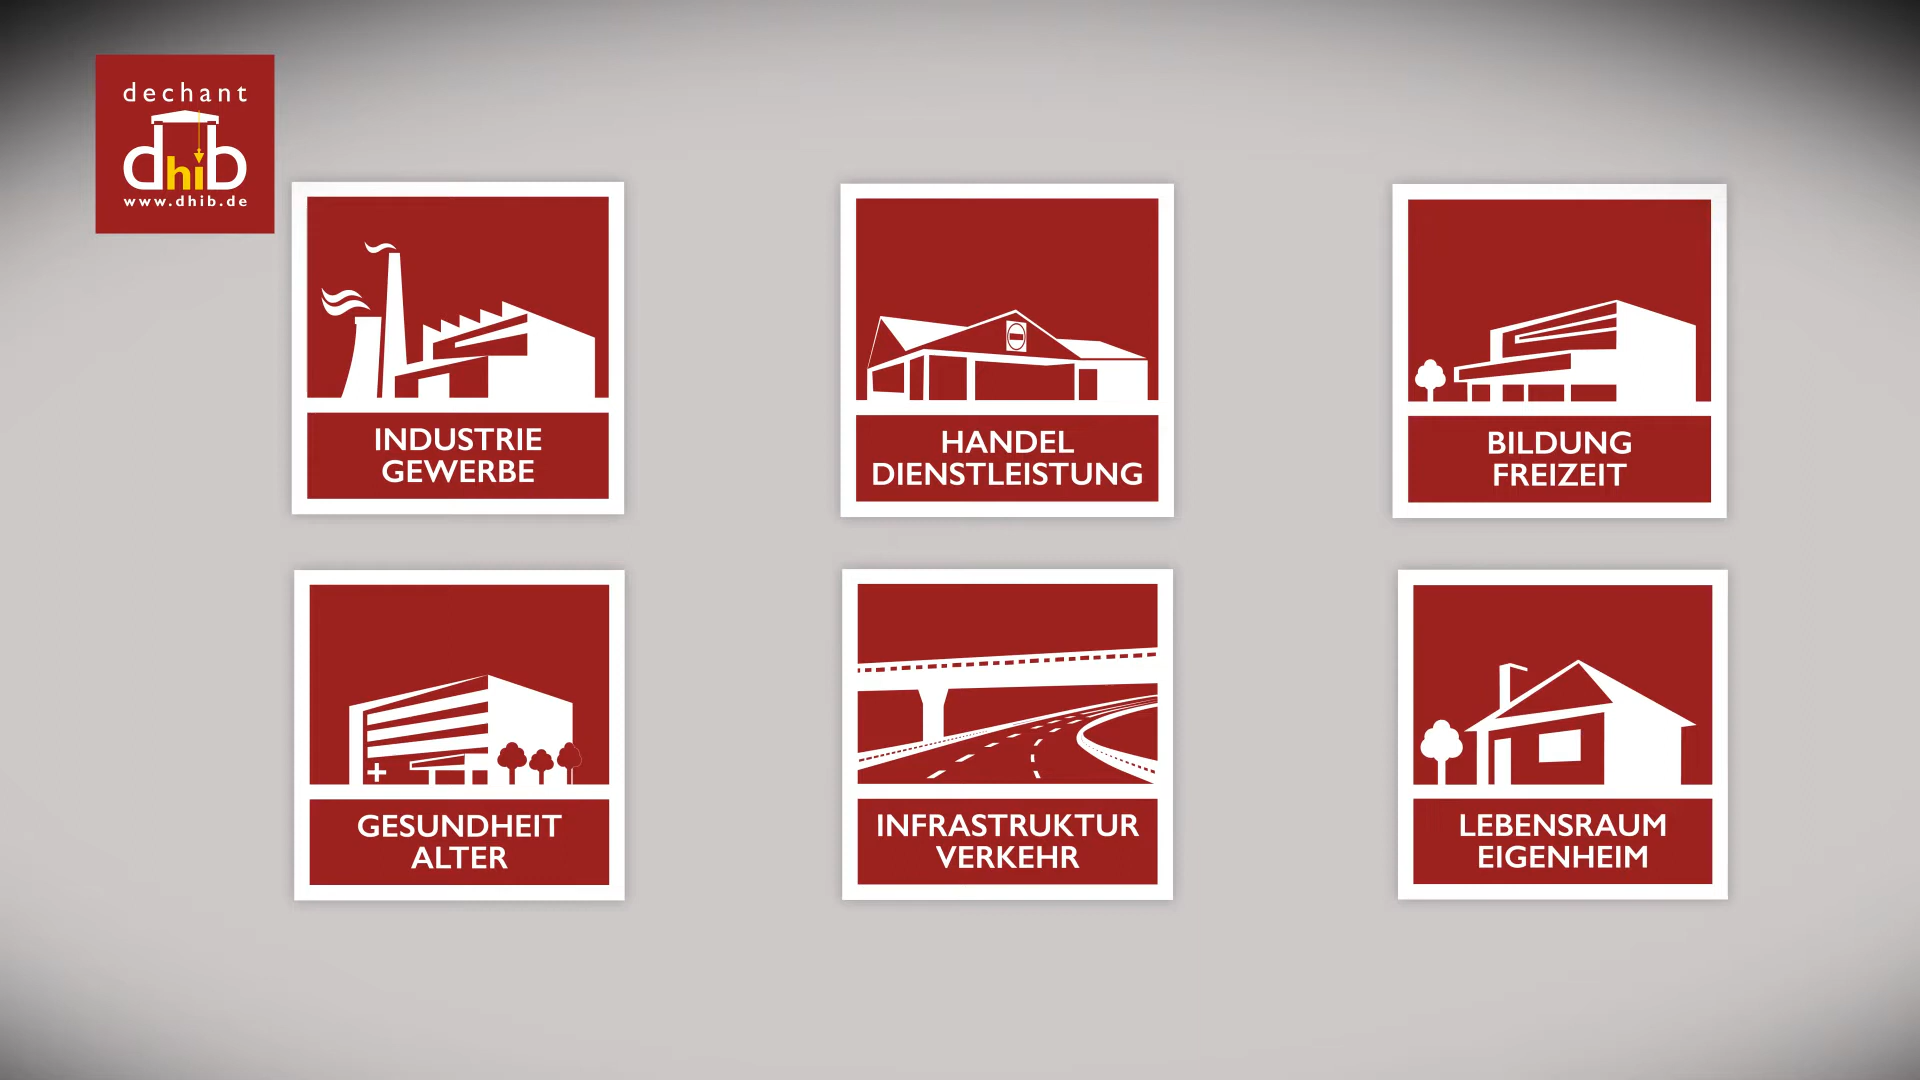 dechant
dhib
www.dhib.de
INDUSTRIE
GEWERBE
HANDEL
DIENSTLEISTUNG
BILDUNG
FREIZEIT
GESUNDHEIT
ALTER
INFRASTRUKTUR
VERKEHR
LEBENSRAUM
EIGENHEIM